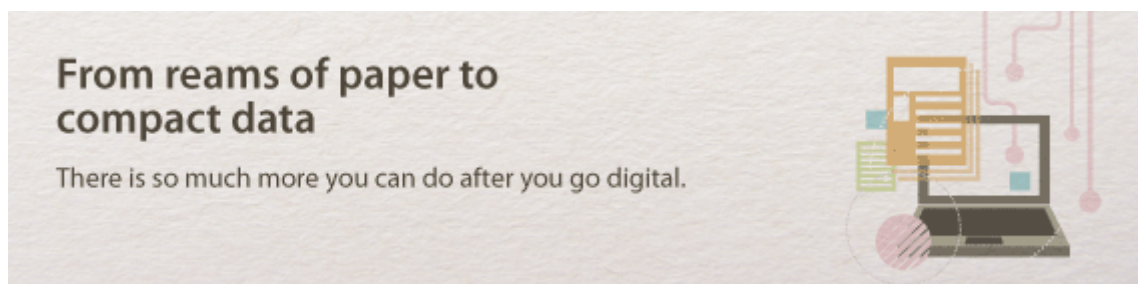 From reams of paper to
compact data
There is so much more you can do after you go digital.